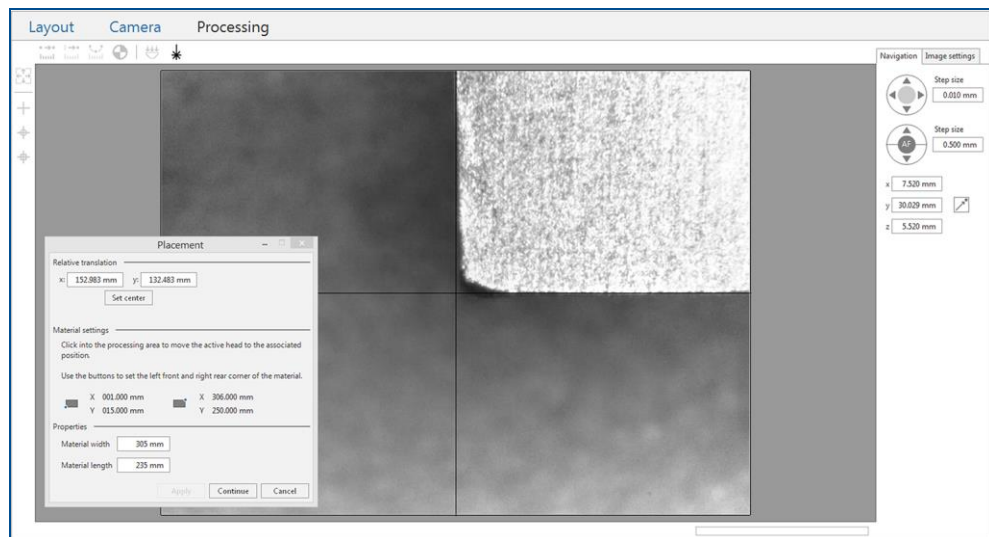 Layout Camera Processing
Navigation Image settings
Step size
0.010 mm
Step size
AF
0.500 mm
x 7.520 mm
y 30.029 mm
z 5.520 mm
Placement
Relative translation
x: 152.983 mm y: 132.483 mm
Set center
Material settings
Click into the processing area to move the active head to the associated
position.
Use the buttons to set the left front and right rear corner of the material.
X 001.000 mm X 306.000 mm
Y 015.000 mm Y 250.000 mm
Properties
Material width 305 mm
Material length 235 mm
Apply Continue Cancel